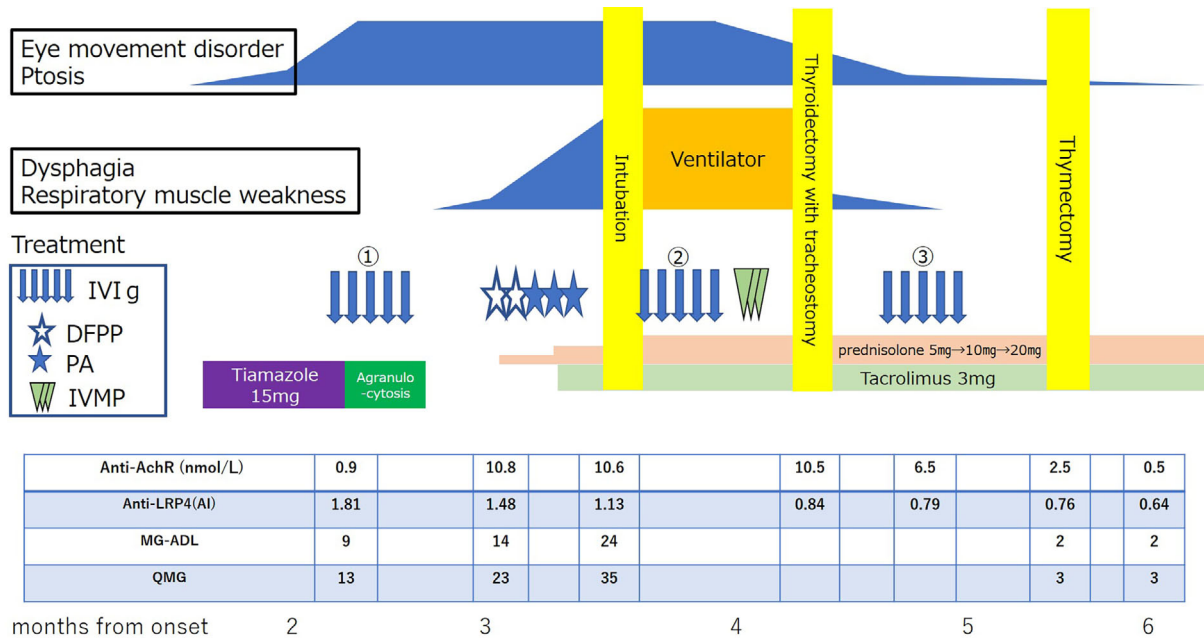 Eye movement disorder
Ptosis
Dysphagia
Respiratory muscle weakness
Intubation
Ventilator
Thyroidectomy with tracheostomy
Thymectomy
Treatment
IVI g
DFPP
PA
IVMP
①
②
③
Tiamazole
15mg
Agranulo
-cytosis
prednisolone 5mg→10mg→20mg
Tacrolimus 3mg
Anti-AchR (nmol/L) 0.9 10.8 10.6 10.5 6.5 2.5 0.5
Anti-LRP4(AI) 1.81 1.48 1.13 0.84 0.79 0.76 0.64
MG-ADL 9 14 24 2 2
QMG 13 23 35 3 3
months from onset 2 3 4 5 6